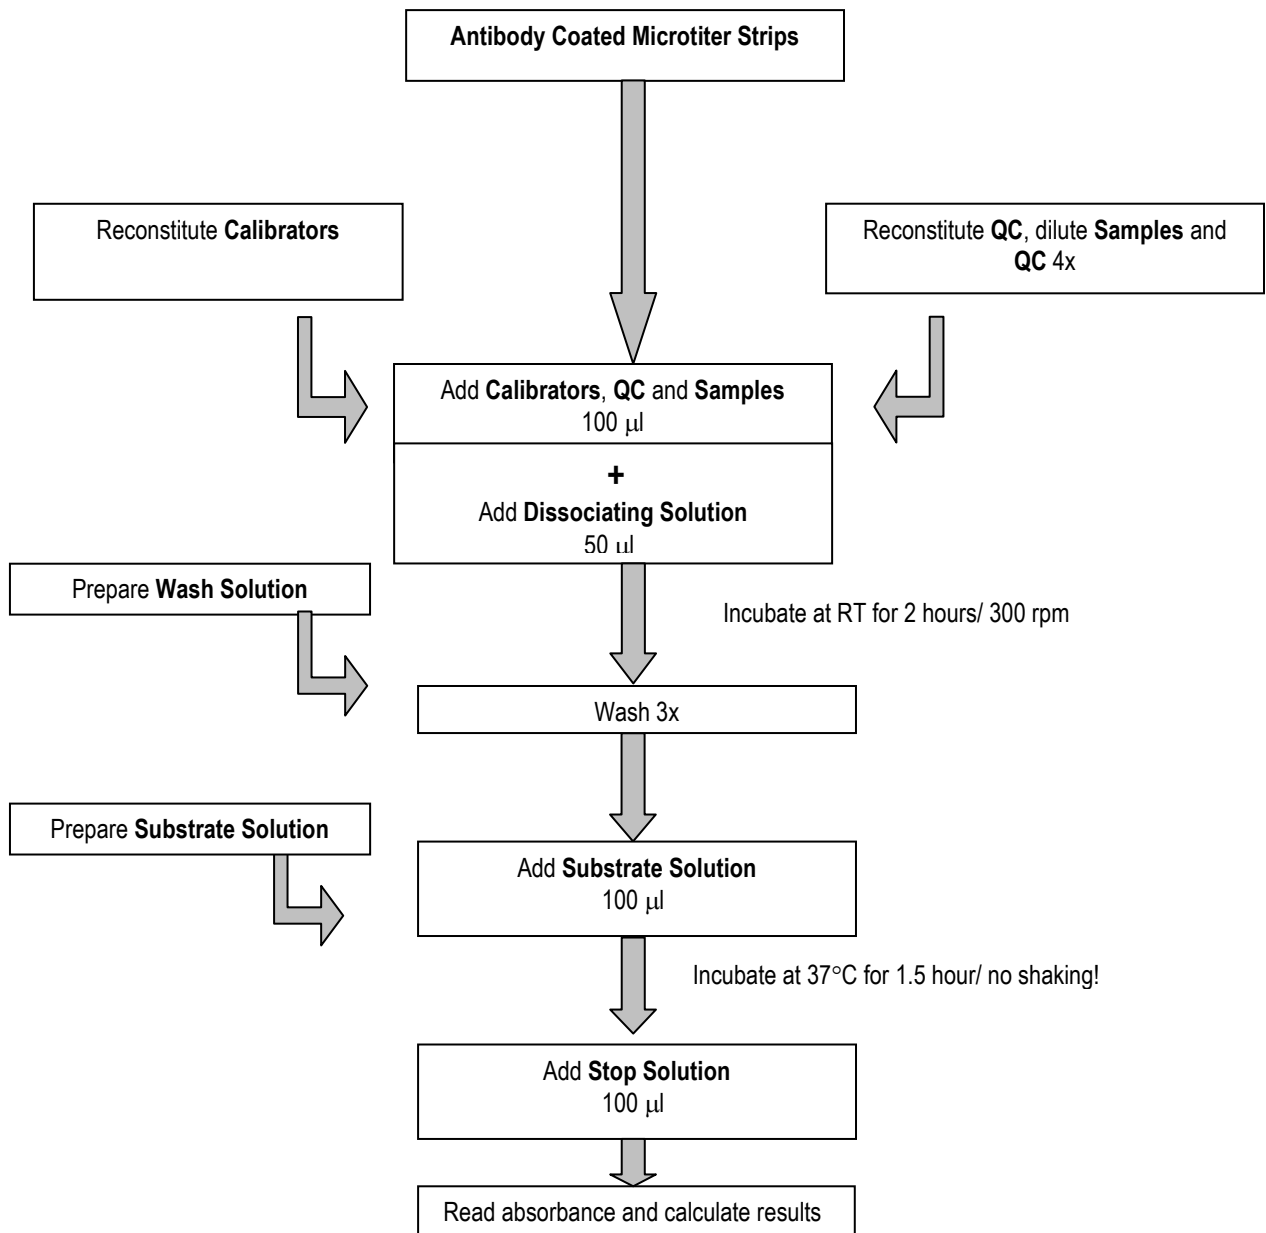 Antibody Coated Microtiter Strips
Reconstitute Calibrators
Reconstitute QC, dilute Samples and
QC 4x
Add Calibrators, QC and Samples
100 µl
+
Add Dissociating Solution
50 µl
Prepare Wash Solution
Incubate at RT for 2 hours/ 300 rpm
Wash 3x
Prepare Substrate Solution
Add Substrate Solution
100 µl
Incubate at 37°C for 1.5 hour/ no shaking!
Add Stop Solution
100 µl
Read absorbance and calculate results